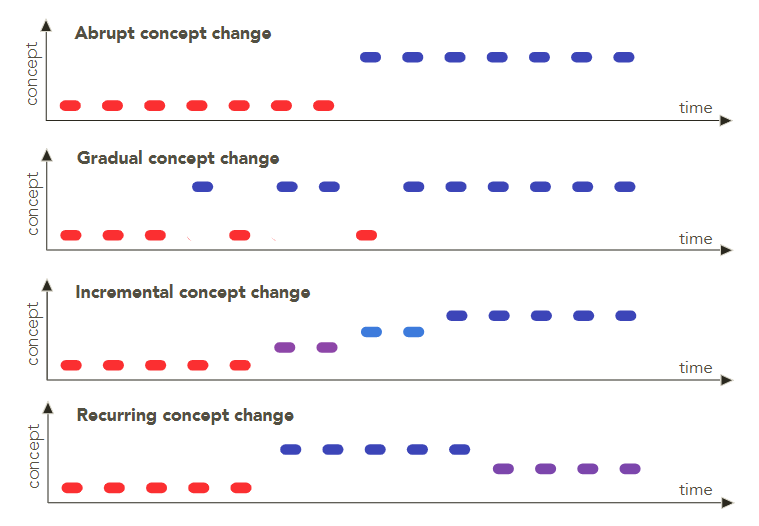 Abrupt concept change
concept
time
Gradual concept change
concept
time
Incremental concept change
concept
time
Recurring concept change
concept
time